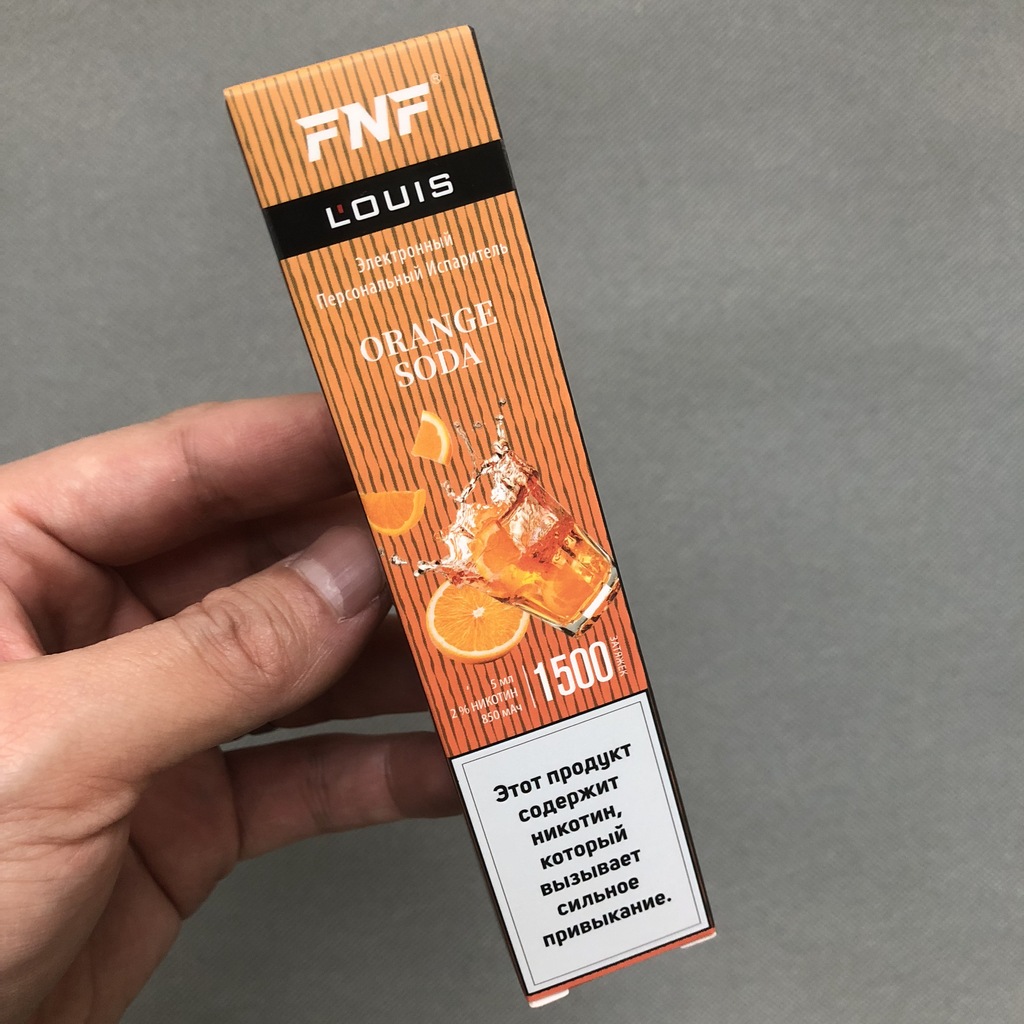 FNF®
LOUIS
Электронный
Персональный Испаритель
ORANGE
SODA
5 мл
2 % НИКОТИН
850 мАч
1500
ЗАТЯЖЕК
Этот продукт
содержит
никотин,
который
вызывает
сильное
привыкание.